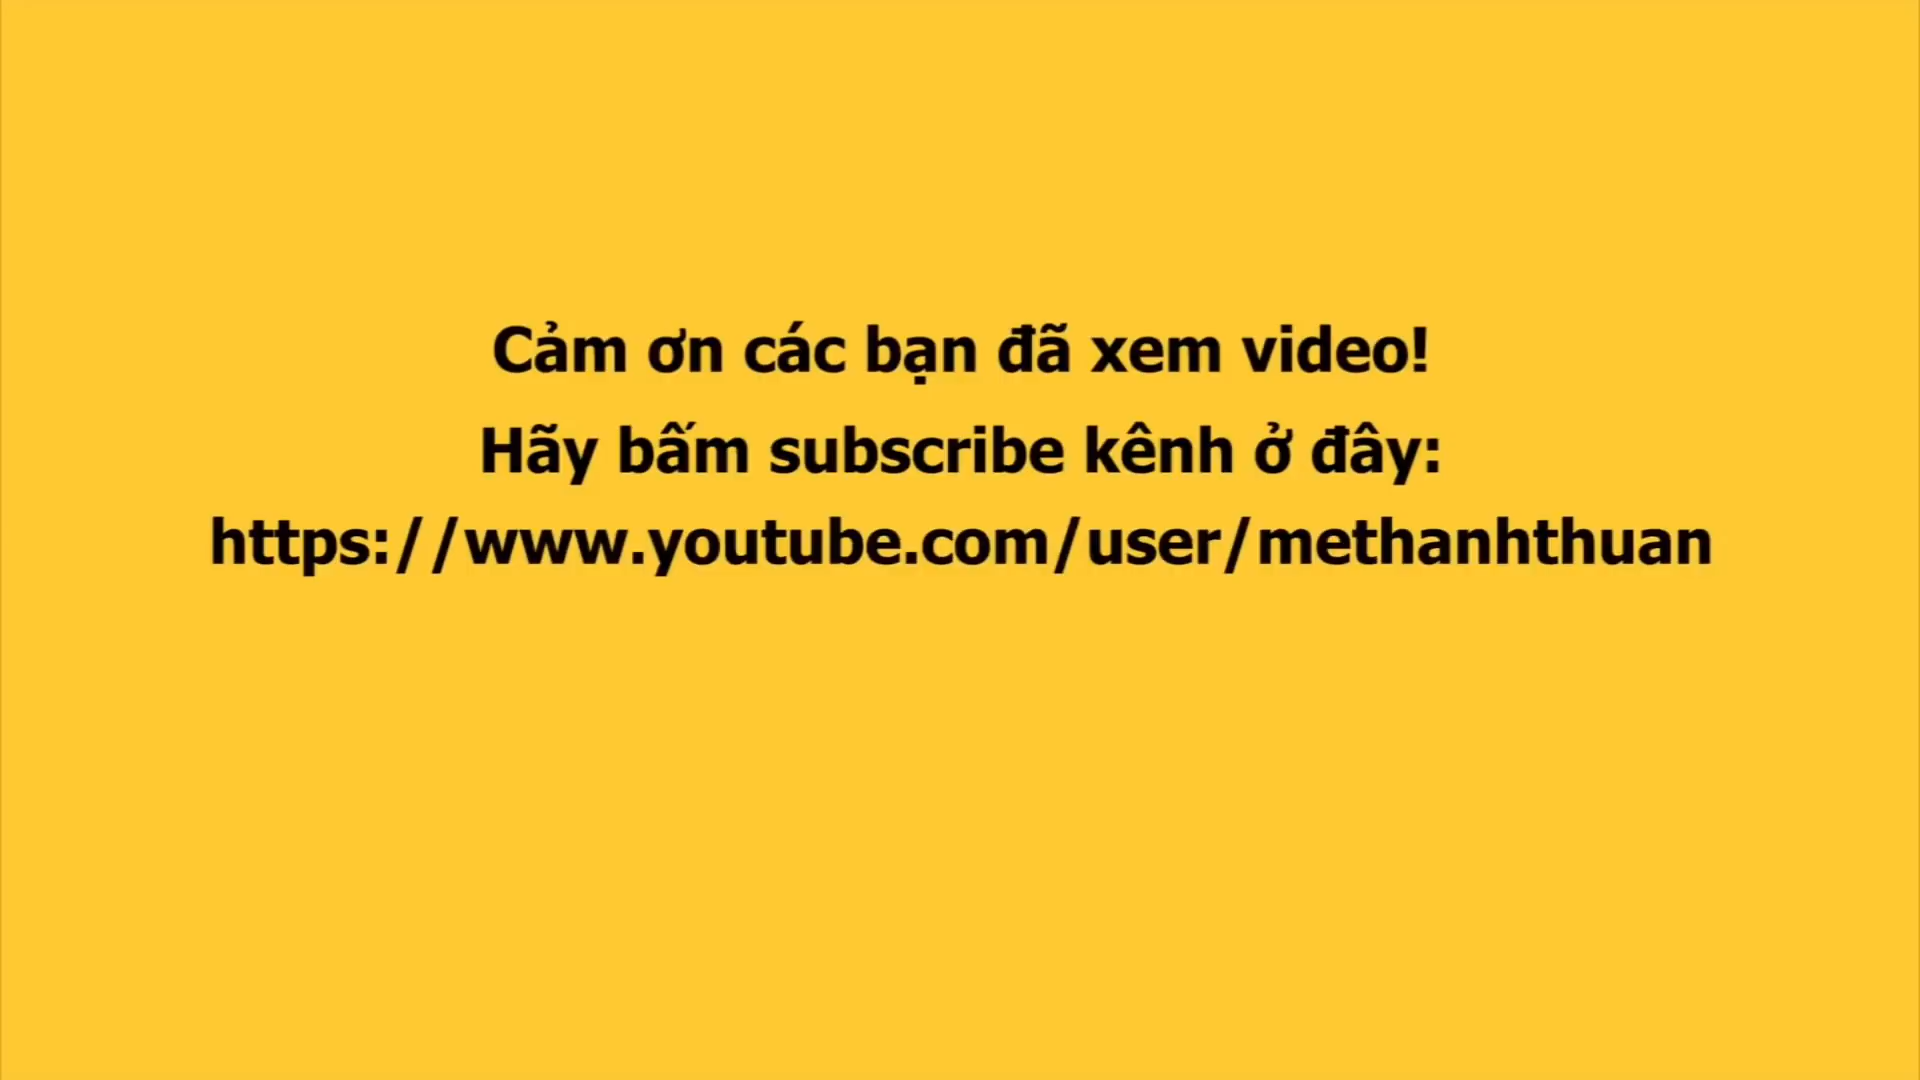 Cảm ơn các bạn đã xem video!
Hãy bấm subscribe kênh ở đây:
https://www.youtube.com/user/methanhthuan